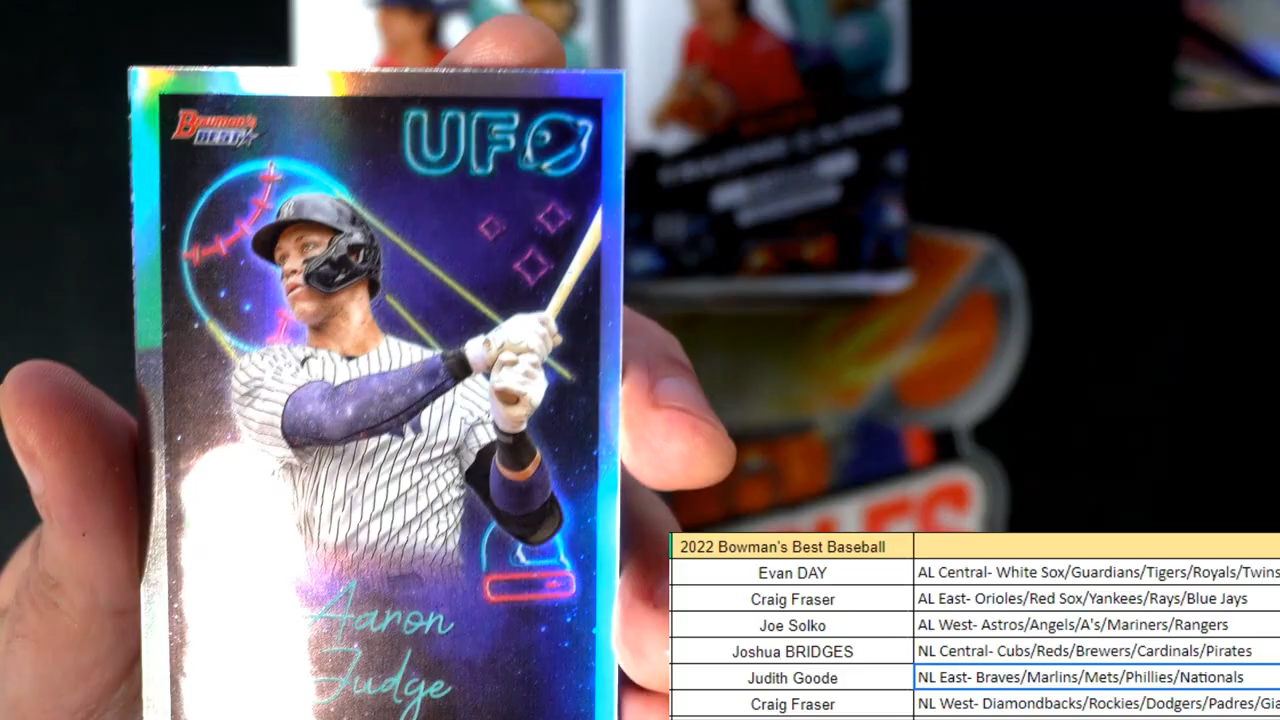 Bowman's
BEST
UFO
TRADING CARDS
Aaron
Judge
2022 Bowman's Best Baseball
Evan DAY AL Central- White Sox/Guardians/Tigers/Royals/Twins
Craig Fraser AL East- Orioles/Red Sox/Yankees/Rays/Blue Jays
Joe Solko AL West- Astros/Angels/A's/Mariners/Rangers
Joshua BRIDGES NL Central- Cubs/Reds/Brewers/Cardinals/Pirates
Judith Goode NL East- Braves/Marlins/Mets/Phillies/Nationals
Craig Fraser NL West- Diamondbacks/Rockies/Dodgers/Padres/Gia